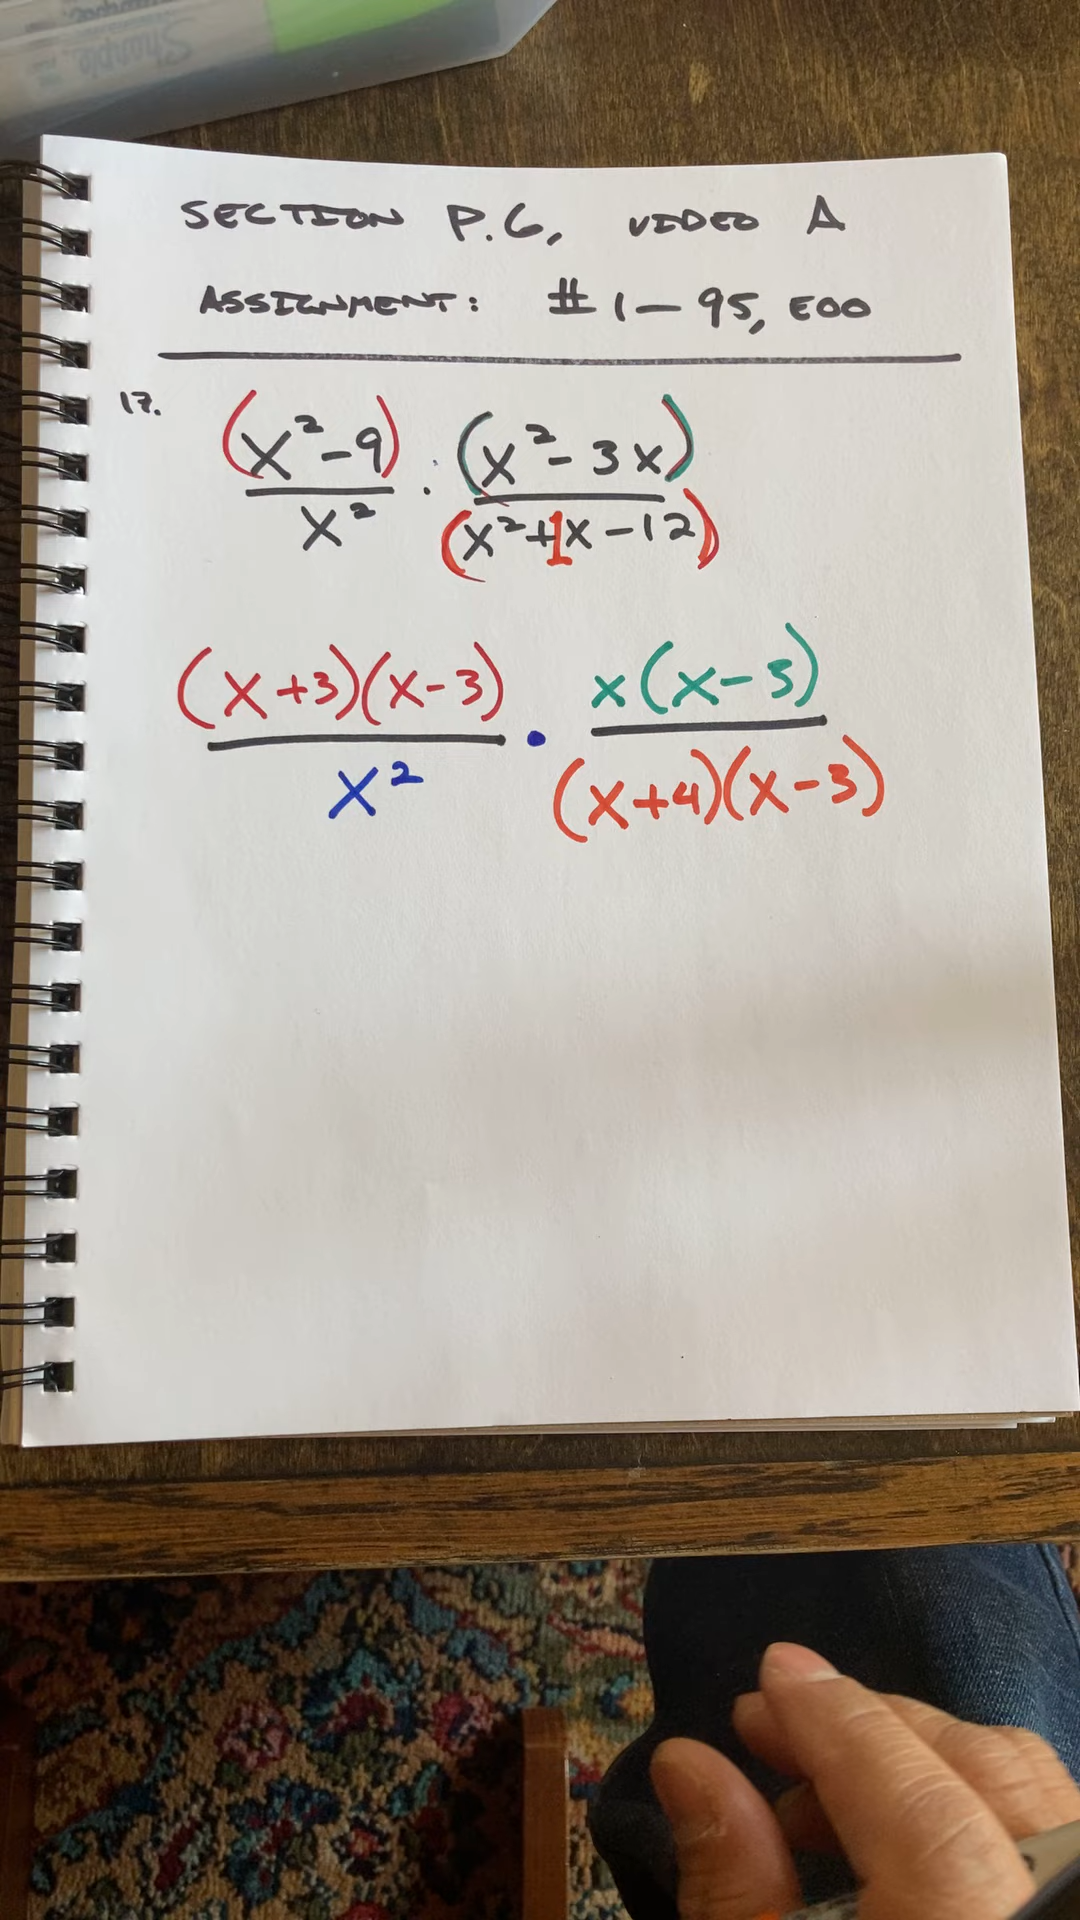 Sharpie
SECTION P.6, VIDEO A
ASSIGNMENT: # 1-95, EOO
17.
(x²-9) · (x²-3x)
x² (x²+1x-12)
(x+3)(x-3) · x(x-3)
x² (x+4)(x-3)